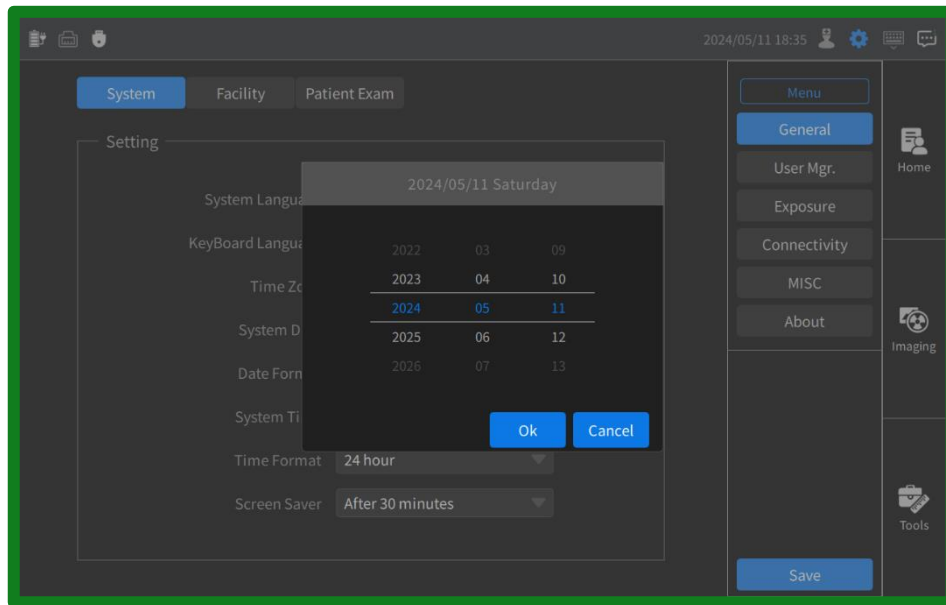 2024/05/11 18:35
System Facility Patient Exam
Setting
System Langua
KeyBoard Langua
Time Zo
System D
Date Form
System Ti
Time Format 24 hour
Screen Saver After 30 minutes
2024/05/11 Saturday
2022 03 09
2023 04 10
2024 05 11
2025 06 12
2026 07 13
Ok Cancel
Menu
General
User Mgr.
Exposure
Connectivity
MISC
About
Save
Home
Imaging
Tools